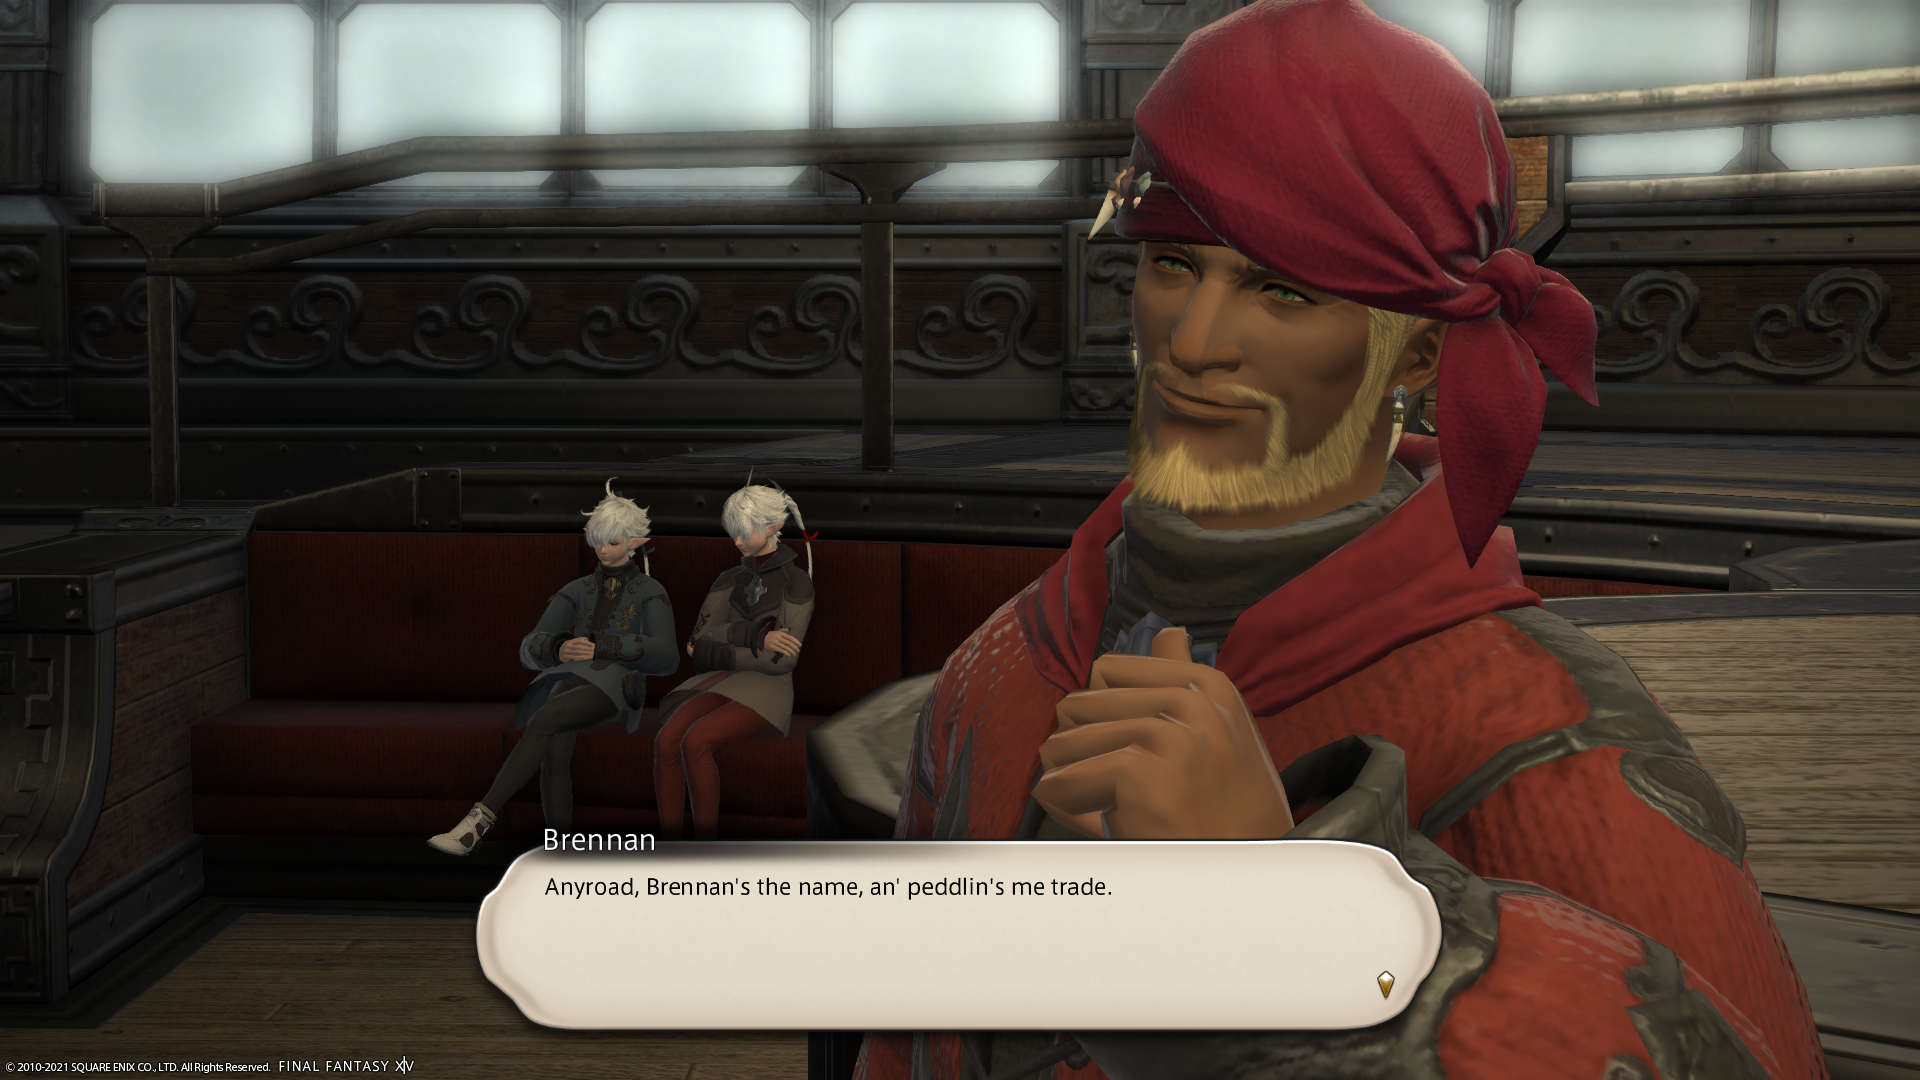 Brennan
Anyroad, Brennan's the name, an' peddlin's me trade.
© 2010-2021 SQUARE ENIX CO., LTD. All Rights Reserved. FINAL FANTASY XIV